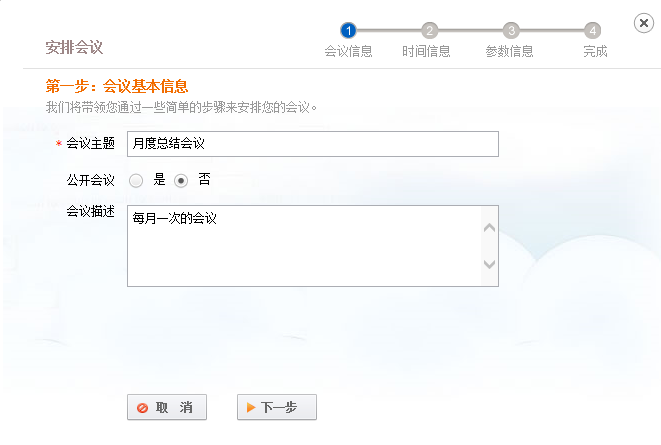 安排会议
1 2 3 4
会议信息 时间信息 参数信息 完成
第一步：会议基本信息
我们将带领您通过一些简单的步骤来安排您的会议。
* 会议主题 月度总结会议
公开会议 是 否
会议描述 每月一次的会议
取 消 下一步